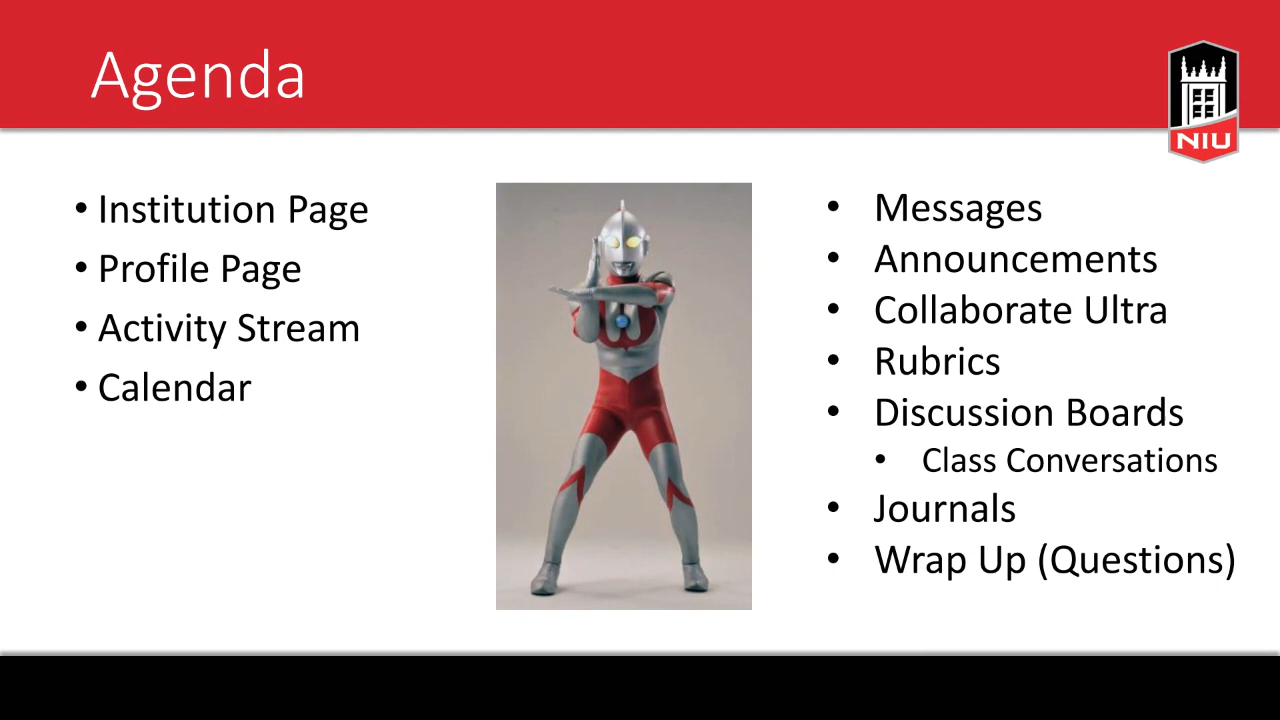 Agenda
NIU
• Institution Page
• Profile Page
• Activity Stream
• Calendar
• Messages
• Announcements
• Collaborate Ultra
• Rubrics
• Discussion Boards
• Class Conversations
• Journals
• Wrap Up (Questions)